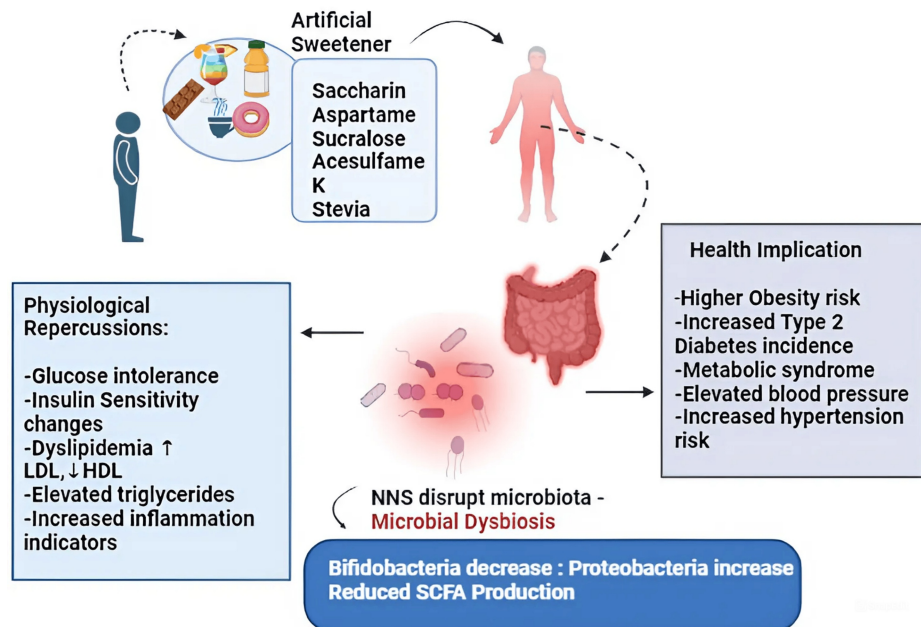 Artificial
Sweetener
Saccharin
Aspartame
Sucralose
Acesulfame
K
Stevia
Health Implication
-Higher Obesity risk
-Increased Type 2
Diabetes incidence
-Metabolic syndrome
-Elevated blood pressure
-Increased hypertension
risk
Physiological
Repercussions:
-Glucose intolerance
-Insulin Sensitivity
changes
-Dyslipidemia ↑
LDL,↓HDL
-Elevated triglycerides
-Increased inflammation
indicators
NNS disrupt microbiota -
Microbial Dysbiosis
Bifidobacteria decrease : Proteobacteria increase
Reduced SCFA Production